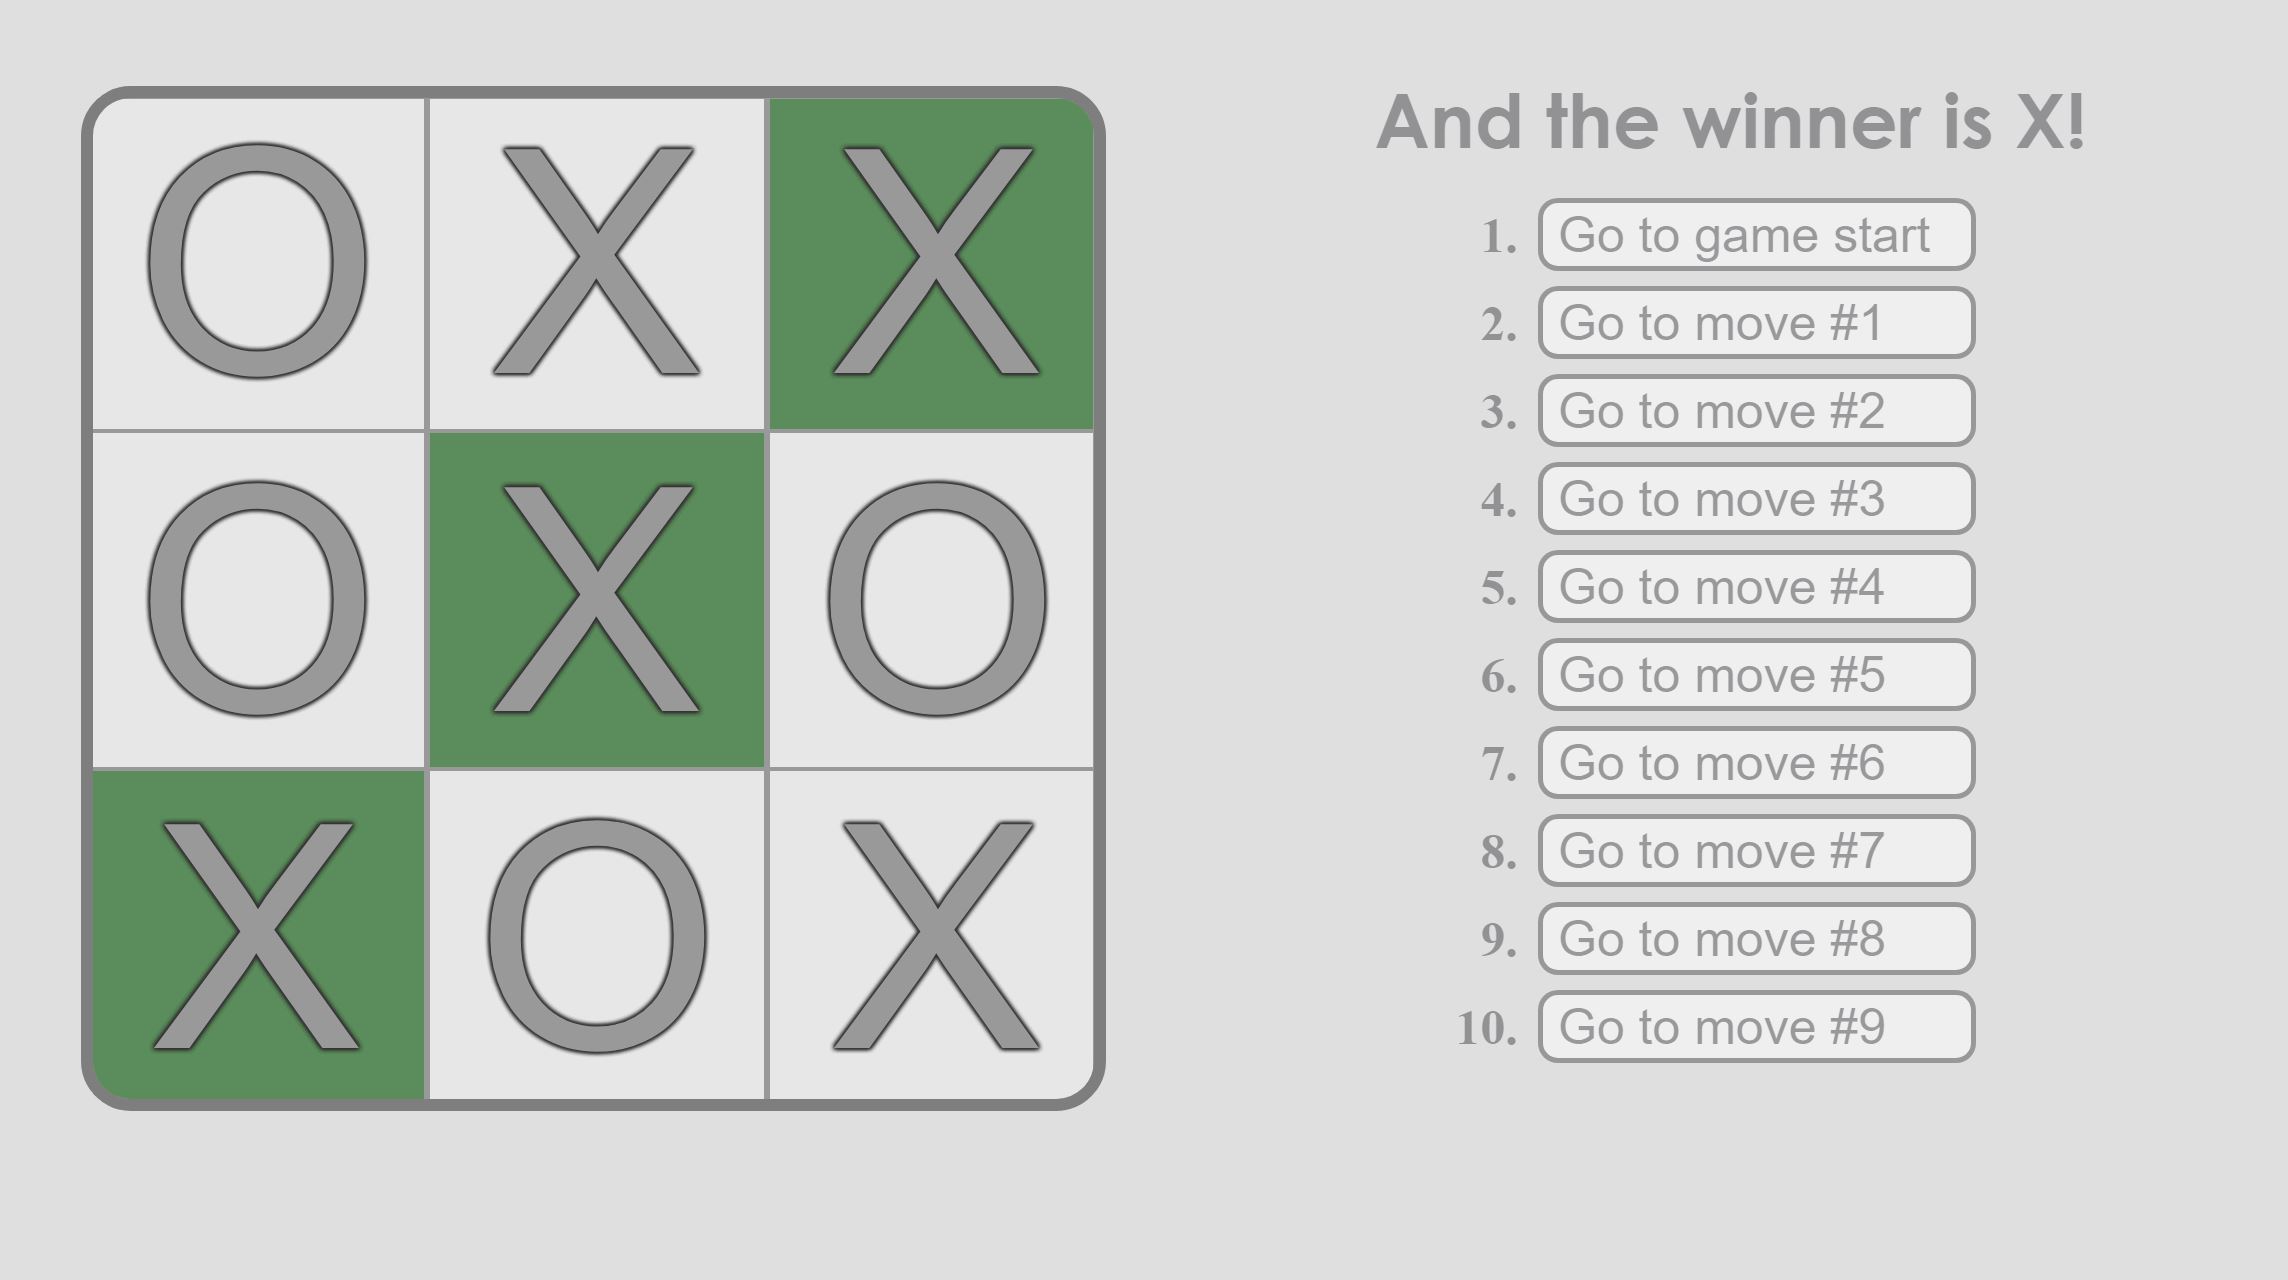 O X X
O X O
X O X
And the winner is X!
1. Go to game start
2. Go to move #1
3. Go to move #2
4. Go to move #3
5. Go to move #4
6. Go to move #5
7. Go to move #6
8. Go to move #7
9. Go to move #8
10. Go to move #9